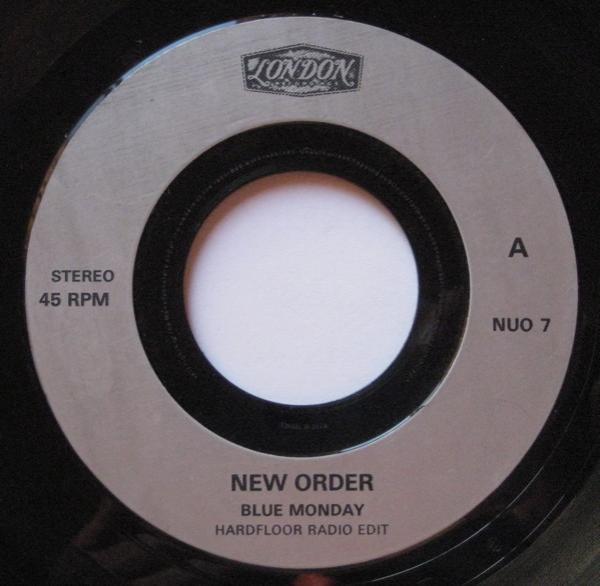 LONDON
STEREO
45 RPM
A
NUO 7
NEW ORDER
BLUE MONDAY
HARDFLOOR RADIO EDIT